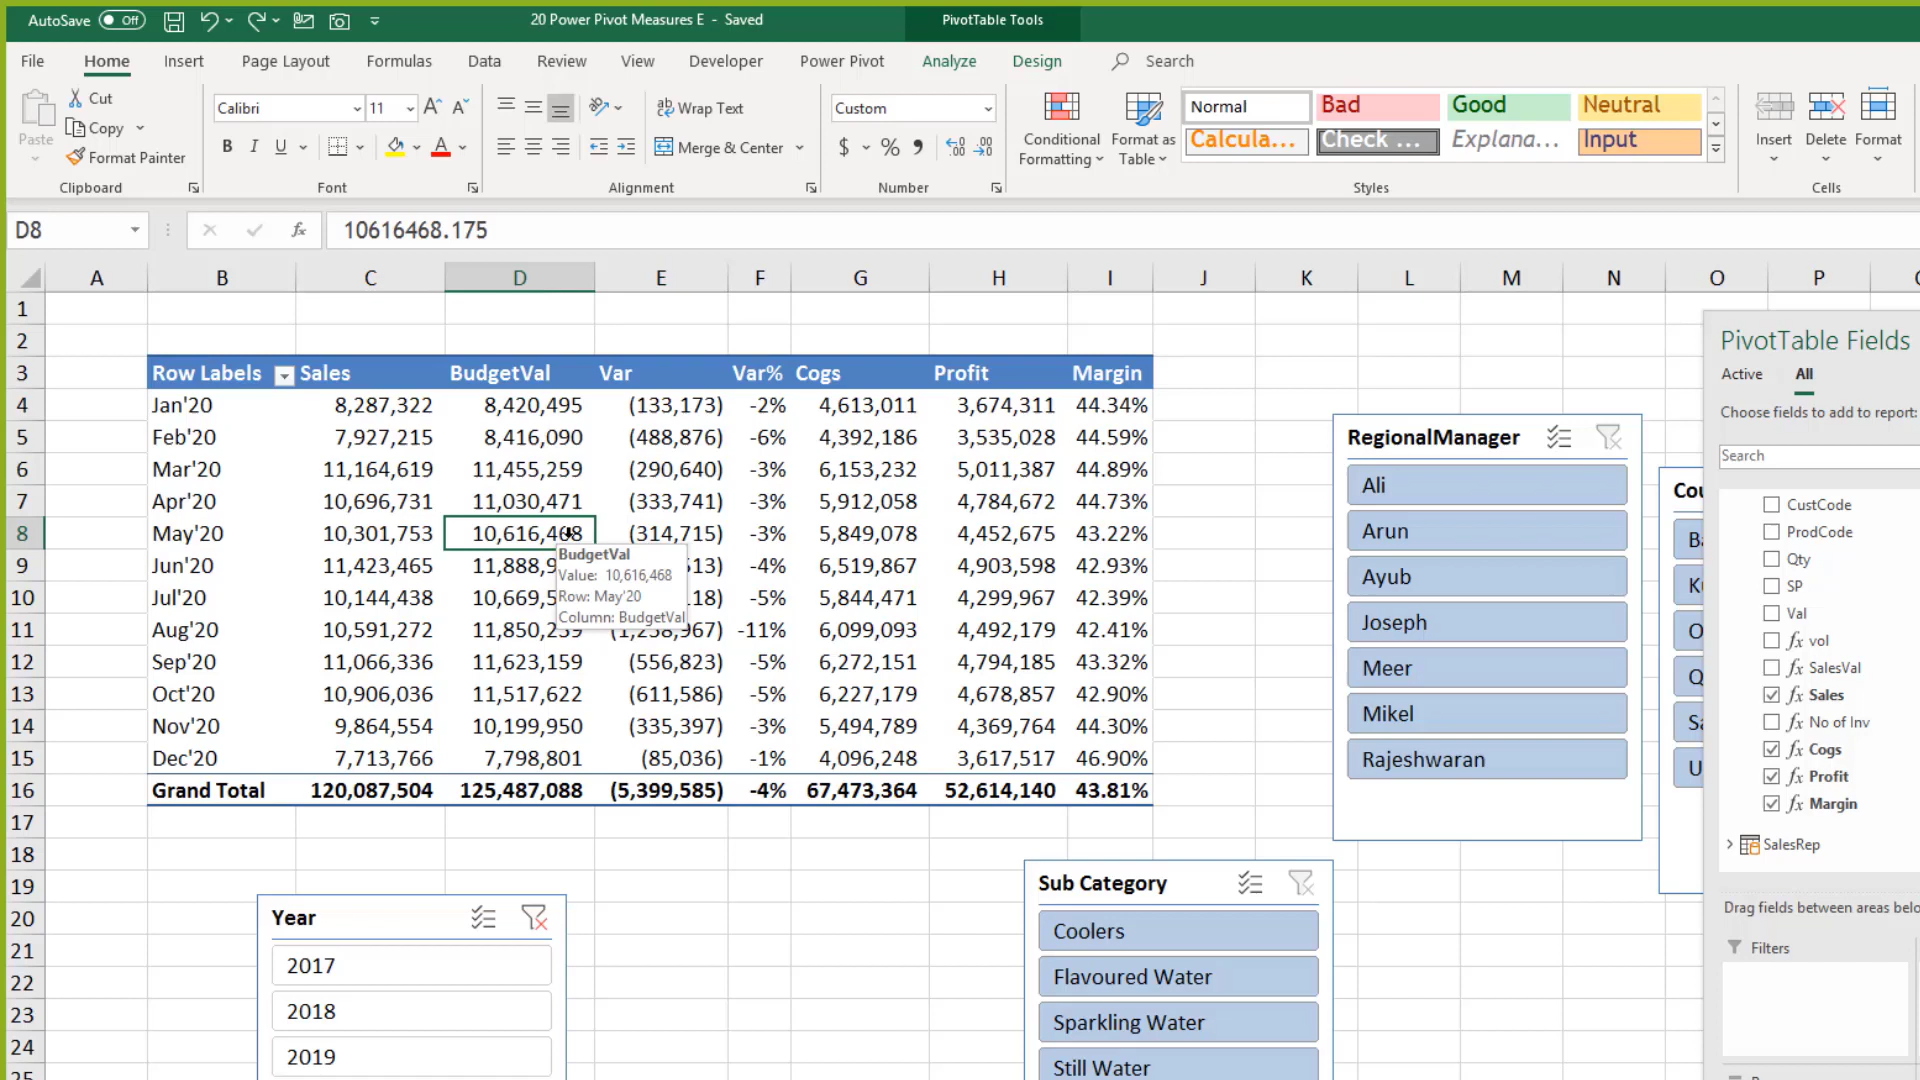 AutoSave Off
20 Power Pivot Measures E - Saved
PivotTable Tools
File Home Insert Page Layout Formulas Data Review View Developer Power Pivot Analyze Design Search
Paste
Cut
Copy
Format Painter
Clipboard
Calibri 11
B I U A
Font
Wrap Text
Merge & Center
Alignment
Custom
$ % 9
Number
Conditional Formatting
Format as Table
Normal Bad Good Neutral
Calcula... Check ... Explana... Input
Styles
Insert Delete Format
Cells
D8 fx 10616468.175
A B C D E F G H I J K L M N O P
1
2
3 Row Labels Sales BudgetVal Var Var% Cogs Profit Margin
4 Jan'20 8,287,322 8,420,495 (133,173) -2% 4,613,011 3,674,311 44.34%
5 Feb'20 7,927,215 8,416,090 (488,876) -6% 4,392,186 3,535,028 44.59%
6 Mar'20 11,164,619 11,455,259 (290,640) -3% 6,153,232 5,011,387 44.89%
7 Apr'20 10,696,731 11,030,471 (333,741) -3% 5,912,058 4,784,672 44.73%
8 May'20 10,301,753 10,616,468 (314,715) -3% 5,849,078 4,452,675 43.22%
9 Jun'20 11,423,465 11,888,9 513) -4% 6,519,867 4,903,598 42.93%
10 Jul'20 10,144,438 10,669,5 118) -5% 5,844,471 4,299,967 42.39%
11 Aug'20 10,591,272 11,850,239 (1,258,967) -11% 6,099,093 4,492,179 42.41%
12 Sep'20 11,066,336 11,623,159 (556,823) -5% 6,272,151 4,794,185 43.32%
13 Oct'20 10,906,036 11,517,622 (611,586) -5% 6,227,179 4,678,857 42.90%
14 Nov'20 9,864,554 10,199,950 (335,397) -3% 5,494,789 4,369,764 44.30%
15 Dec'20 7,713,766 7,798,801 (85,036) -1% 4,096,248 3,617,517 46.90%
16 Grand Total 120,087,504 125,487,088 (5,399,585) -4% 67,473,364 52,614,140 43.81%
17
18
19
20
21
22
23
24
25
BudgetVal
Value: 10,616,468
Row: May'20
Column: BudgetVal
Year
2017
2018
2019
Sub Category
Coolers
Flavoured Water
Sparkling Water
Still Water
RegionalManager
Ali
Arun
Ayub
Joseph
Meer
Mikel
Rajeshwaran
Cou
Ba
Ku
O
Q
Sa
U
PivotTable Fields
Active All
Choose fields to add to report:
Search
CustCode
ProdCode
Qty
SP
Val
fx vol
fx SalesVal
fx Sales
fx No of Inv
fx Cogs
fx Profit
fx Margin
SalesRep
Drag fields between areas belo
Filters